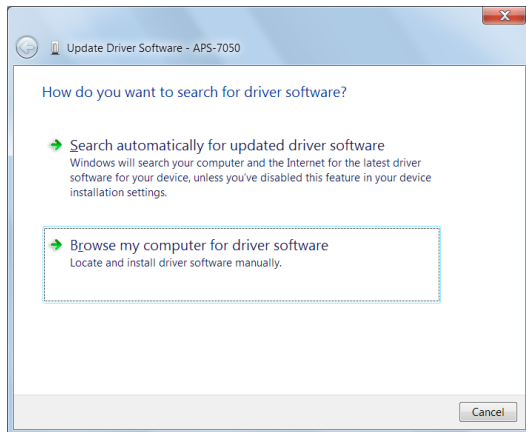 X
Update Driver Software - APS-7050
How do you want to search for driver software?
Search automatically for updated driver software
Windows will search your computer and the Internet for the latest driver
software for your device, unless you've disabled this feature in your device
installation settings.
Browse my computer for driver software
Locate and install driver software manually.
Cancel